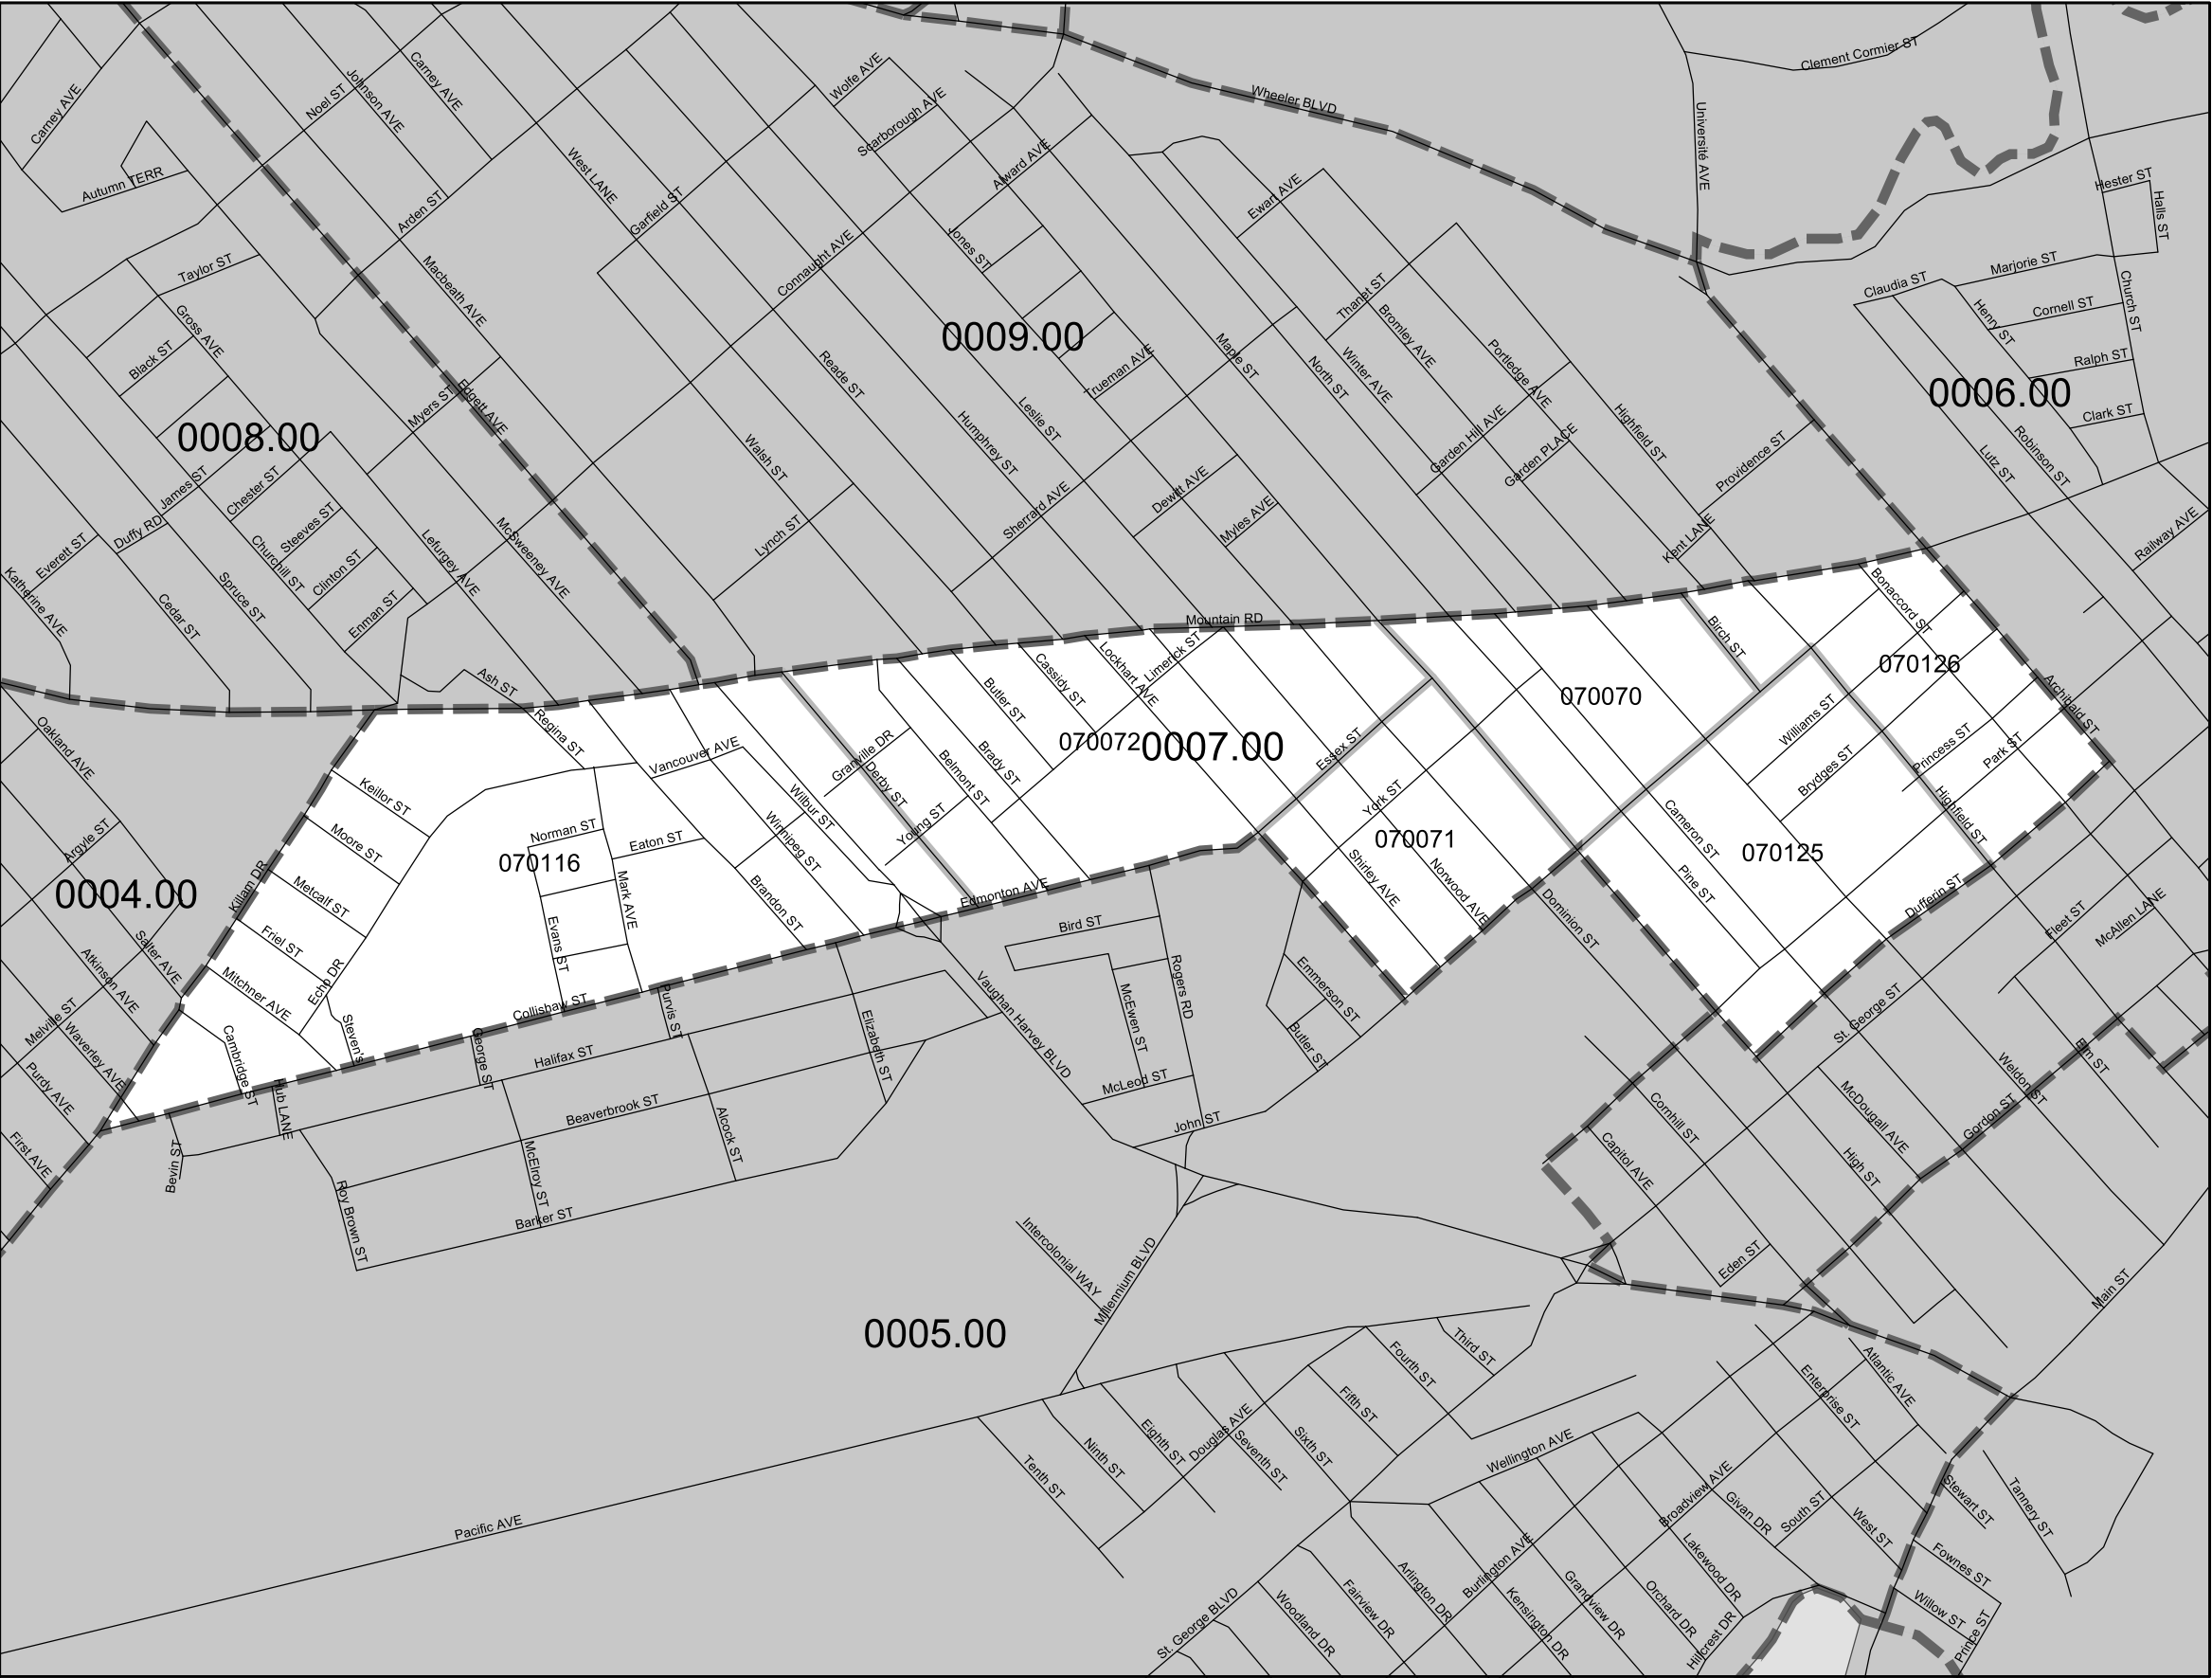 Clement Cormier ST
Carney AVE
Carney AVE
Johnson AVE
Noel ST
Wolfe AVE
Scarborough AVE
Wheeler BLVD
Université AVE
Autumn TERR
West LANE
Alward AVE
Arden ST
Garfield ST
Ewart AVE
Hester ST
Halls ST
Taylor ST
Macbeath AVE
Connaught AVE
Jones ST
Thanet ST
Marjorie ST
Claudia ST
Cornell ST
Henry ST
Church ST
Gross AVE
Black ST
0009.00
Bromley AVE
Maple ST
North ST
Winter AVE
Portledge AVE
Trueman AVE
Reade ST
Ralph ST
0006.00
Clark ST
Myers ST
Edgett AVE
0008.00
Leslie ST
Humphrey ST
Walsh ST
Garden Hill AVE
Garden PLACE
Highfield ST
Providence ST
Robinson ST
Lutz ST
James ST
Chester ST
Duffy RD
Steeves ST
Churchill ST
Clinton ST
Everett ST
Katherine AVE
Spruce ST
Cedar ST
Enman ST
Lefurgey AVE
McSweeney AVE
Lynch ST
Sherrard AVE
Dewitt AVE
Myles AVE
Kent LANE
Railway AVE
Mountain RD
Bonaccord ST
Birch ST
Limerick ST
Lockhart AVE
Cassidy ST
Butler ST
Ash ST
Regina ST
070126
070070
Archibald ST
Vancouver AVE
070072
0007.00
Essex ST
Williams ST
Princess ST
Park ST
Brydges ST
Highfield ST
Oakland AVE
Granville DR
Derby ST
Belmont ST
Brady ST
Wilbur ST
Winnipeg ST
Young ST
York ST
Cameron ST
Keillor ST
Moore ST
Argyle ST
0004.00
Killam DR
Metcalf ST
Norman ST
Eaton ST
070116
Mark AVE
Evans ST
Brandon ST
Edmonton AVE
070071
Shirley AVE
Norwood AVE
070125
Pine ST
Dufferin ST
Dominion ST
Fleet ST
McAllen LANE
Friel ST
Mitchner AVE
Echo DR
Salter AVE
Atkinson AVE
Melville ST
Waverley AVE
Purdy AVE
First AVE
Cambridge ST
Steven's
Collishaw ST
Purvis ST
George ST
Hub LANE
Halifax ST
Elizabeth ST
Vaughan Harvey BLVD
Bird ST
Rogers RD
McEwen ST
McLeod ST
John ST
Emmerson ST
Butler ST
St. George ST
Weldon ST
Elm ST
Gordon ST
McDougall AVE
High ST
Cornhill ST
Capitol AVE
Eden ST
Main ST
Bevin ST
Beaverbrook ST
Alcock ST
McElroy ST
Roy Brown ST
Barker ST
Intercolonial WAY
Millennium BLVD
0005.00
Third ST
Fourth ST
Fifth ST
Sixth ST
Seventh ST
Eighth ST
Douglas AVE
Ninth ST
Tenth ST
Pacific AVE
Atlantic AVE
Enterprise ST
Wellington AVE
Broadview AVE
Givan DR
South ST
West ST
Stewart ST
Tannery ST
Fownes ST
Willow ST
Prince ST
Burlington AVE
Lakewood DR
Orchard DR
Hillcrest DR
Grandview DR
Kensington DR
Arlington DR
Fairview DR
Woodland DR
St. George BLVD